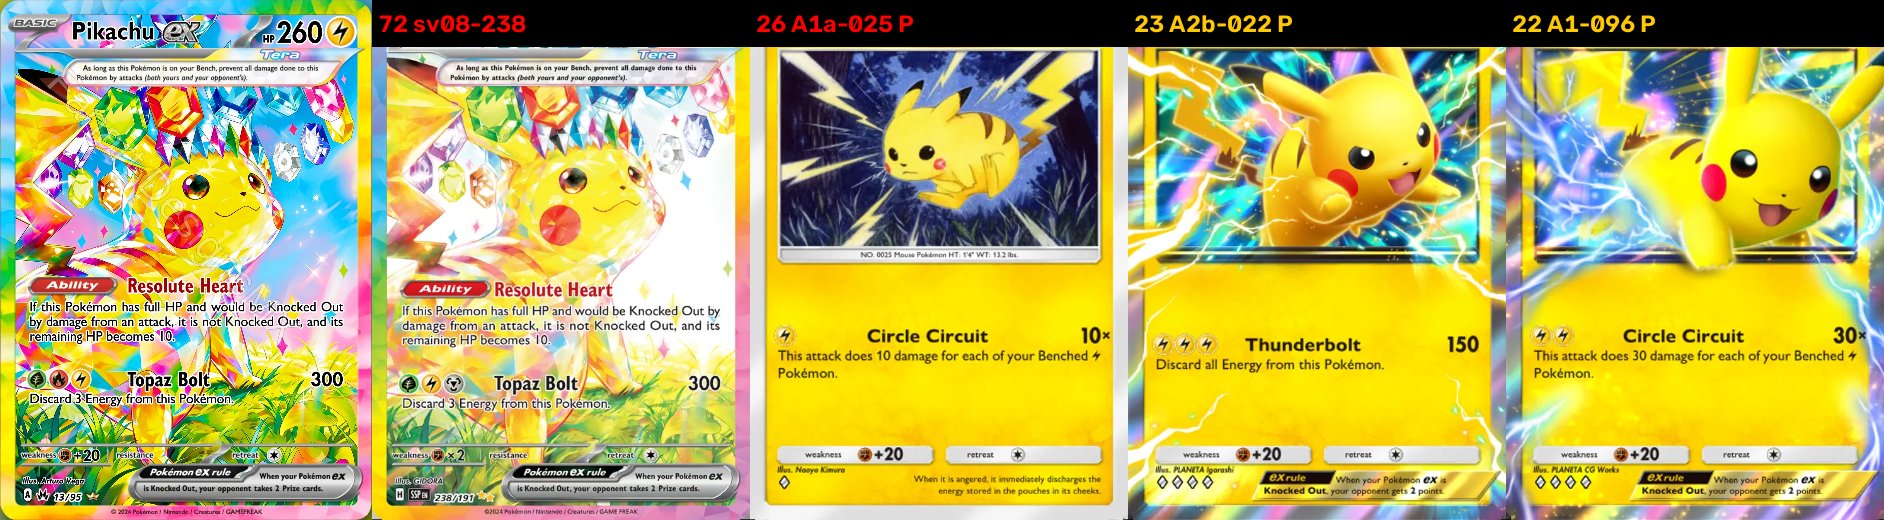 BASIC
Pikachu ex
HP 260
Tera
As long as this Pokémon is on your Bench, prevent all damage done to this
Pokémon by attacks (both yours and your opponent's).
Ability
Resolute Heart
If this Pokémon has full HP and would be Knocked Out
by damage from an attack, it is not Knocked Out, and its
remaining HP becomes 10.
Topaz Bolt 300
Discard 3 Energy from this Pokémon.
weakness +20 resistance retreat
Pokémon ex rule
When your Pokémon ex
is Knocked Out, your opponent takes 2 Prize cards.
A
13/95
©2024 Pokémon / Nintendo / Creatures / GAMEFREAK
72 sv08-238
Tera
As long as this Pokémon is on your Bench, prevent all damage done to this
Pokémon by attacks (both yours and your opponent's).
Ability
Resolute Heart
If this Pokémon has full HP and would be Knocked Out by
damage from an attack, it is not Knocked Out, and its
remaining HP becomes 10.
Topaz Bolt 300
Discard 3 Energy from this Pokémon.
weakness ×2 resistance retreat
Illus. GIDORA
Pokémon ex rule
When your Pokémon ex
is Knocked Out, your opponent takes 2 Prize cards.
H SSP EN 238/191
©2024 Pokémon / Nintendo / Creatures / GAME FREAK
26 A1a-025 P
NO. 0025 Mouse Pokémon HT: 1'4" WT: 13.2 lbs.
Circle Circuit 10×
This attack does 10 damage for each of your Benched
Pokémon.
weakness +20 retreat
Illus. Naoyo Kimura
When it is angered, it immediately discharges the
energy stored in the pouches in its cheeks.
23 A2b-022 P
Thunderbolt 150
Discard all Energy from this Pokémon.
weakness +20 retreat
Illus. PLANETA Igarashi
ex rule
When your Pokémon ex is
Knocked Out, your opponent gets 2 points.
22 A1-096 P
Circle Circuit 30×
This attack does 30 damage for each of your Benched
Pokémon.
weakness +20 retreat
Illus. PLANETA CG Works
ex rule
When your Pokémon ex is
Knocked Out, your opponent gets 2 points.